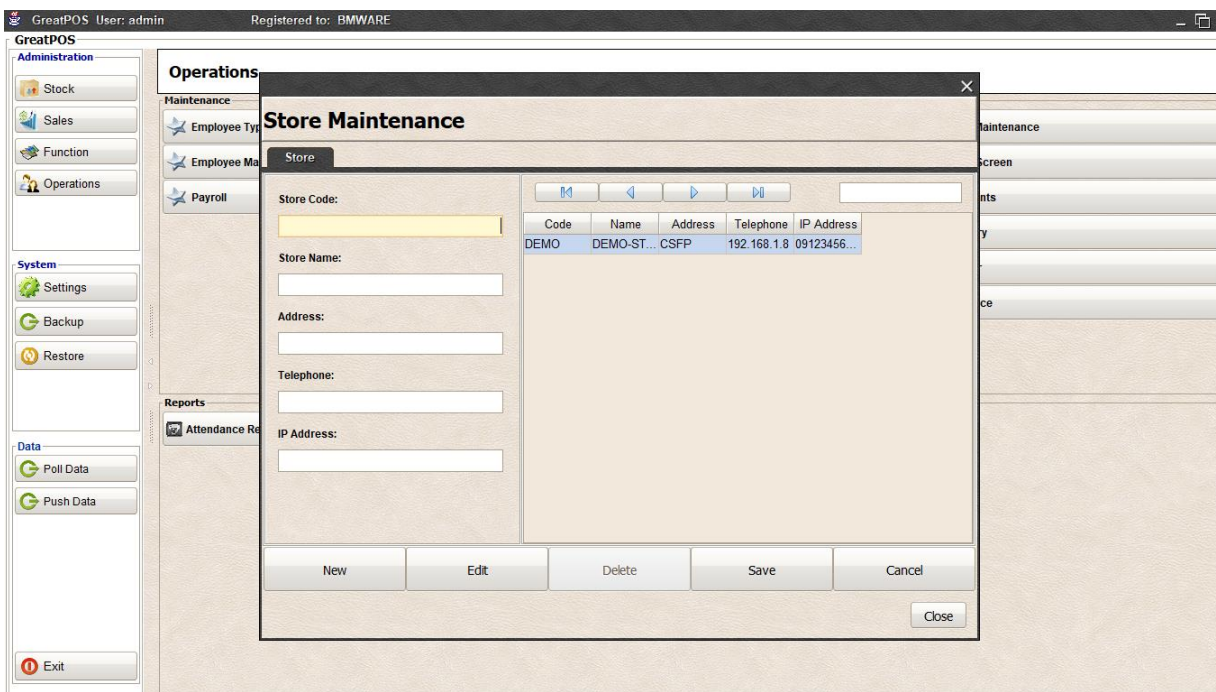 GreatPOS User: admin Registered to: BMWARE
GreatPOS
Administration
Stock
Sales
Function
Operations
System
Settings
Backup
Restore
Data
Poll Data
Push Data
Exit
Operations
Maintenance
Employee Typ
Employee Ma
Payroll
Reports
Attendance Re
Store Maintenance
Store
Store Code:
Store Name:
Address:
Telephone:
IP Address:
Code Name Address Telephone IP Address
DEMO DEMO-ST... CSFP 192.168.1.8 09123456...
New Edit Delete Save Cancel
Close
Maintenance
Screen
nts
ry
r
ce